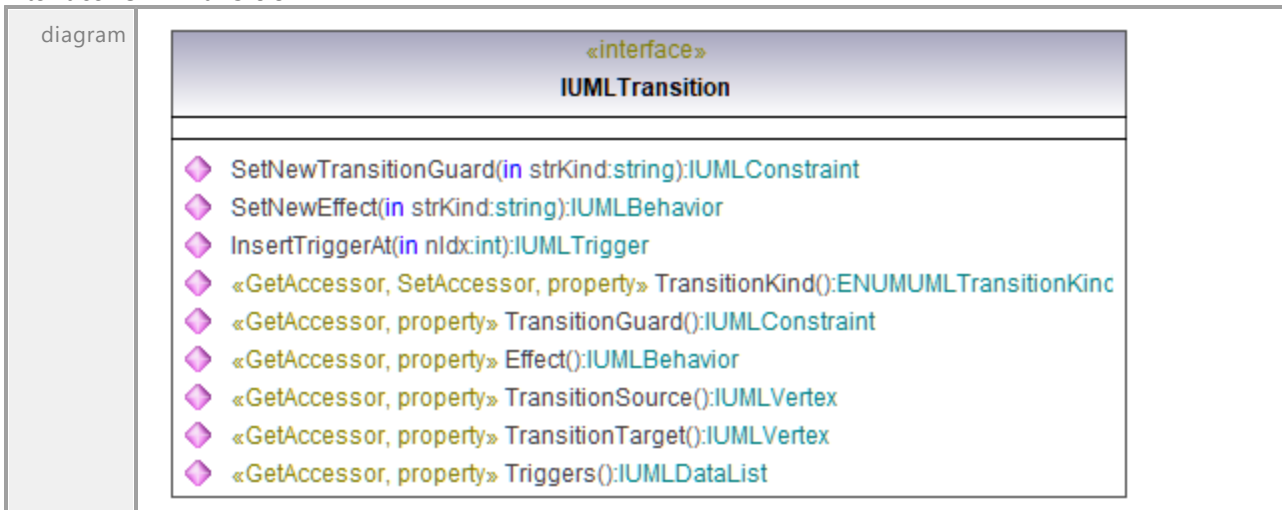 diagram
«interface»
IUMLTransition
SetNewTransitionGuard(in strKind:string):IUMLConstraint
SetNewEffect(in strKind:string):IUMLBehavior
InsertTriggerAt(in nIdx:int):IUMLTrigger
«GetAccessor, SetAccessor, property» TransitionKind():ENUMUMLTransitionKind
«GetAccessor, property» TransitionGuard():IUMLConstraint
«GetAccessor, property» Effect():IUMLBehavior
«GetAccessor, property» TransitionSource():IUMLVertex
«GetAccessor, property» TransitionTarget():IUMLVertex
«GetAccessor, property» Triggers():IUMLDataList